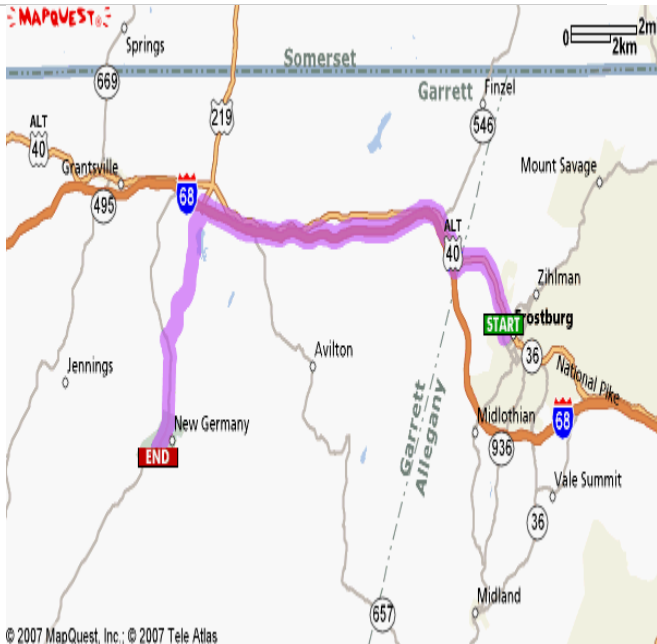 MAPQUEST
2m
0
2km
Springs
Somerset
669
Garrett
Finzel
219
546
ALT
40
Mount Savage
Grantsville
68
495
ALT
40
Zihlman
START
Frostburg
36
Avilton
National Pike
Jennings
New Germany
Midlothian
68
END
Garrett
Allegany
936
Vale Summit
36
Midland
657
© 2007 MapQuest, Inc.; © 2007 Tele Atlas